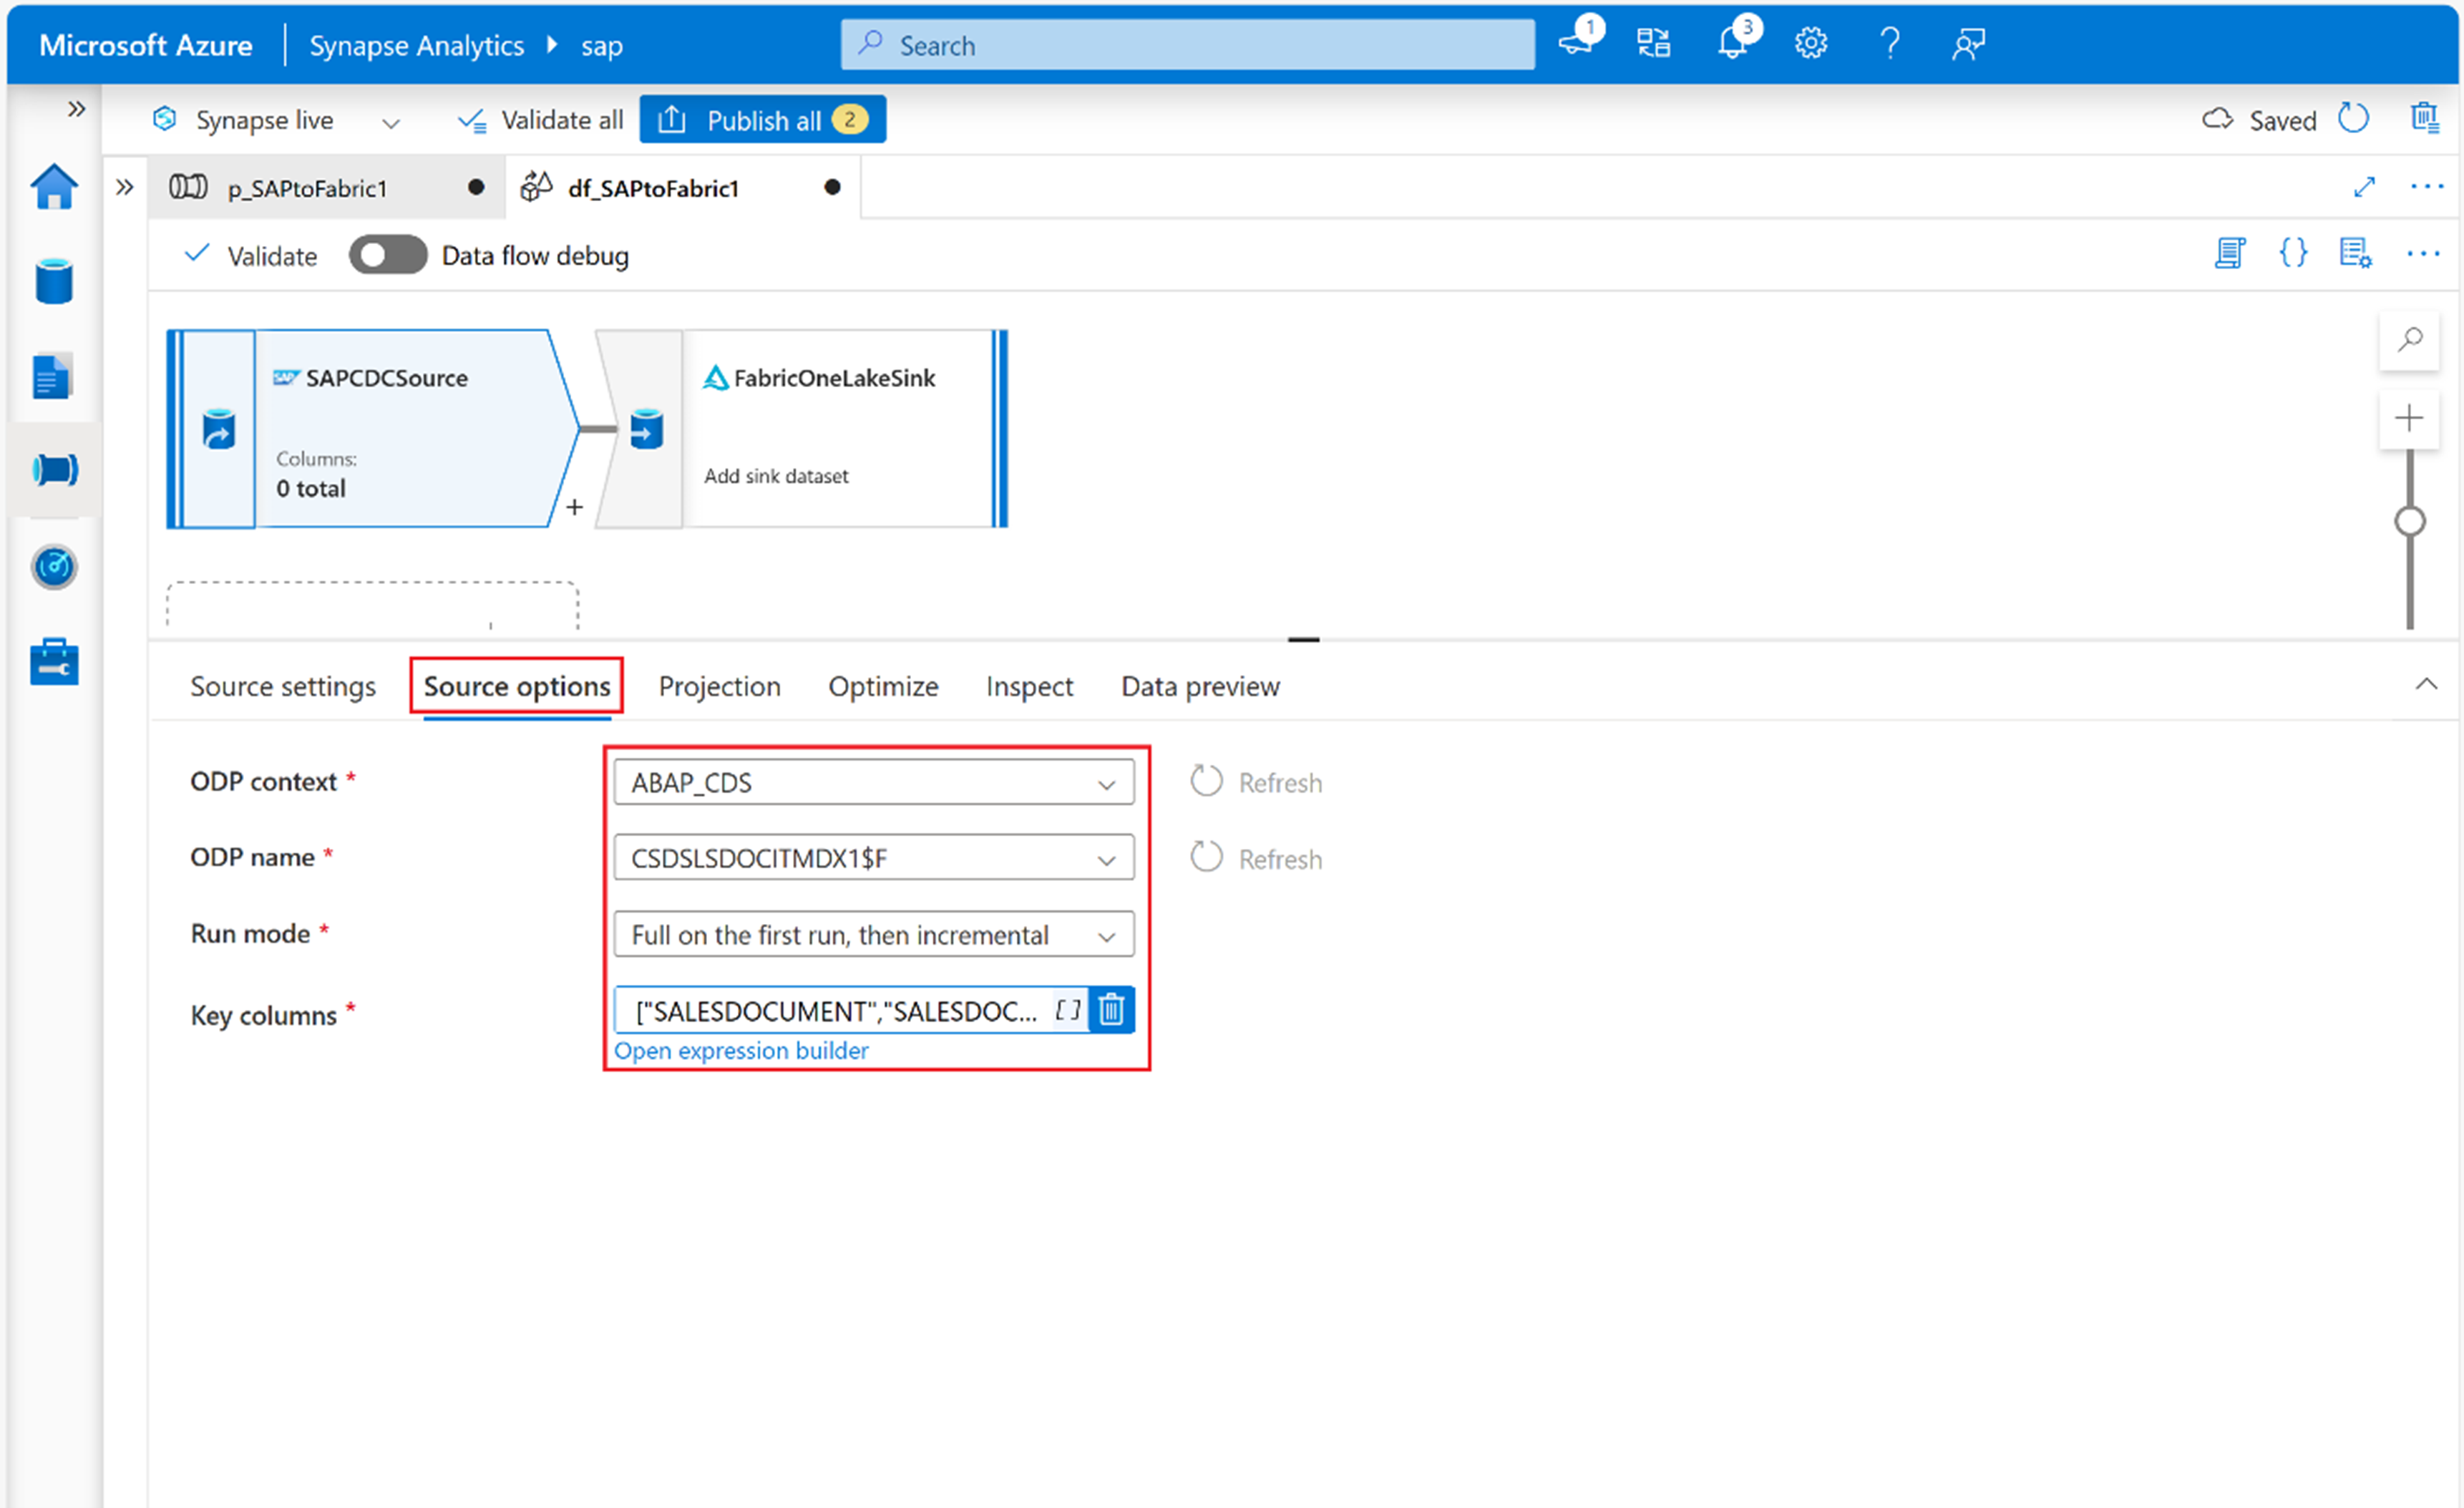 Microsoft Azure
Synapse Analytics
sap
Search
1
3
Synapse live
Validate all
Publish all 2
Saved
p_SAPtoFabric1
df_SAPtoFabric1
Validate
Data flow debug
SAP SAPCDCSource
Columns:
0 total
FabricOneLakeSink
Add sink dataset
Source settings
Source options
Projection
Optimize
Inspect
Data preview
ODP context *
ABAP_CDS
Refresh
ODP name *
CSDSLSDOCITMDX1$F
Refresh
Run mode *
Full on the first run, then incremental
Key columns *
["SALESDOCUMENT","SALESDOC...
Open expression builder